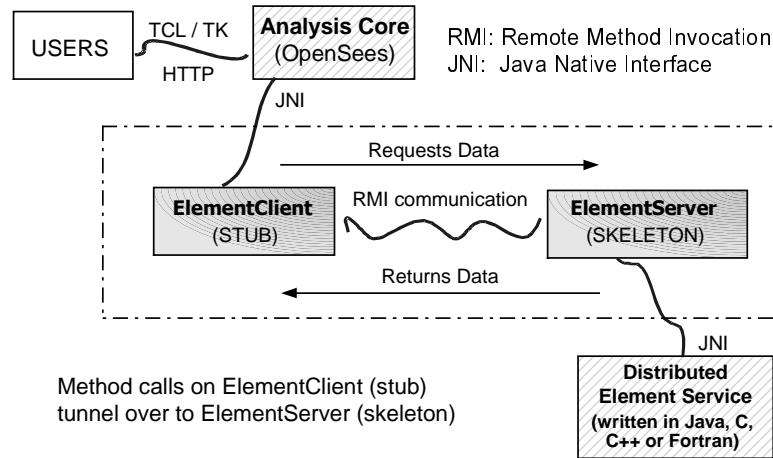 USERS
TCL / TK
HTTP
Analysis Core
(OpenSees)
RMI: Remote Method Invocation
JNI: Java Native Interface
JNI
Requests Data
ElementClient
(STUB)
RMI communication
ElementServer
(SKELETON)
Returns Data
JNI
Method calls on ElementClient (stub)
tunnel over to ElementServer (skeleton)
Distributed
Element Service
(written in Java, C,
C++ or Fortran)